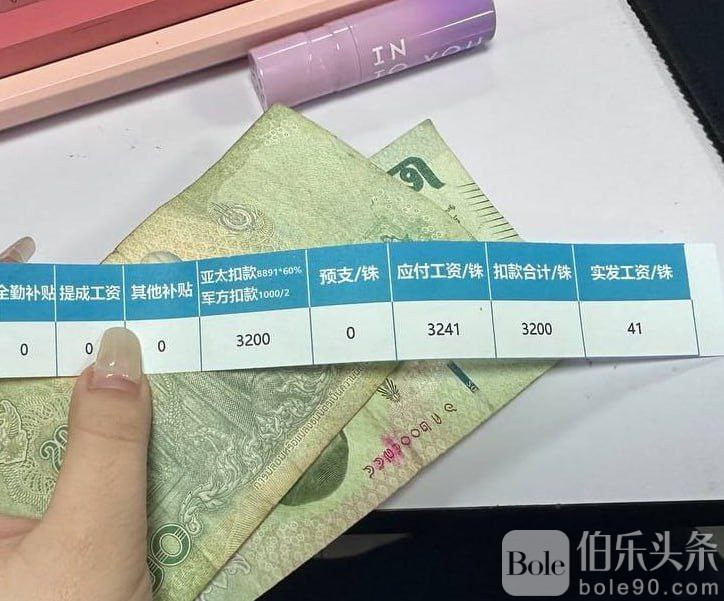 IN
TO YOU
全勤补贴 提成工资 其他补贴 亚太扣款8891*60% 预支/铢 应付工资/铢 扣款合计/铢 实发工资/铢
军方扣款1000/2
0 0 0 3200 0 3241 3200 41
20
Bole 伯乐头条
bole90.com